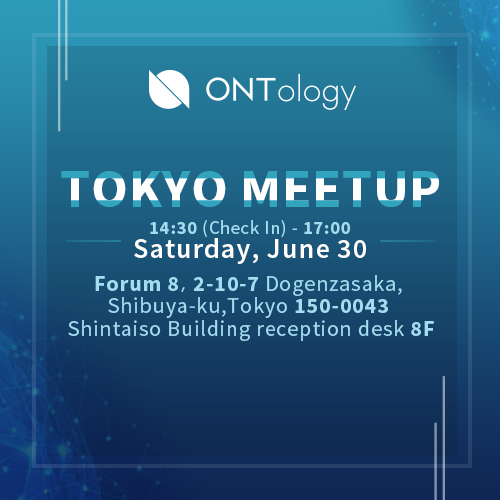 ONTology
TOKYO MEETUP
14:30 (Check In) - 17:00
Saturday, June 30
Forum 8, 2-10-7 Dogenzasaka,
Shibuya-ku,Tokyo 150-0043
Shintaiso Building reception desk 8F